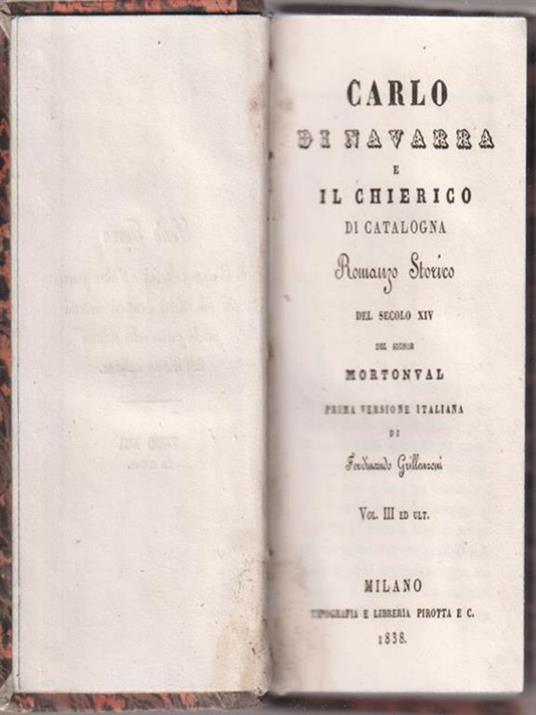 CARLO
DI NAVARRA
E
IL CHIERICO
DI CATALOGNA
Romanzo Storico
DEL SECOLO XIV
DEL SIGNOR
MORTONVAL
PRIMA VERSIONE ITALIANA
DI
Ferdinando Grillanzoni
VOL. III ED ULT.
MILANO
TIPOGRAFIA E LIBRERIA PIROTTA E C.
1838.